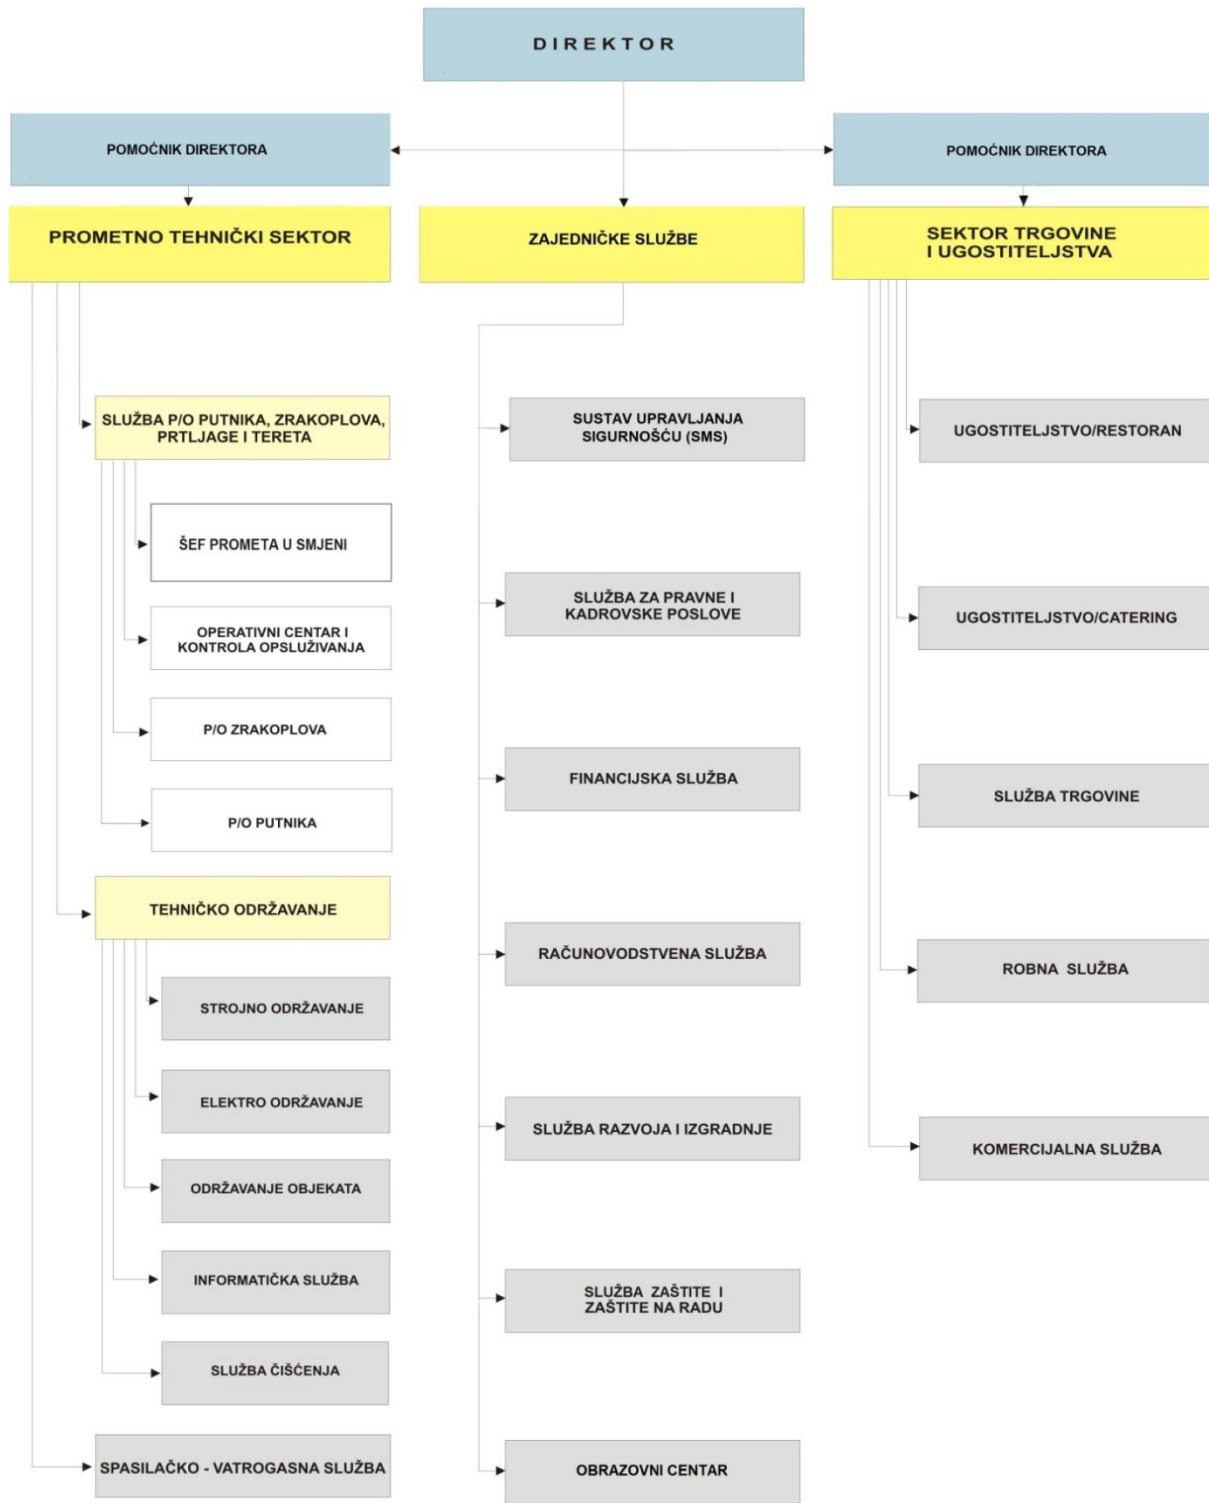 DIREKTOR
POMOĆNIK DIREKTORA
POMOĆNIK DIREKTORA
PROMETNO TEHNIČKI SEKTOR
ZAJEDNIČKE SLUŽBE
SEKTOR TRGOVINE
I UGOSTITELJSTVA
SLUŽBA P/O PUTNIKA, ZRAKOPLOVA,
PRTLJAGE I TERETA
ŠEF PROMETA U SMJENI
OPERATIVNI CENTAR I
KONTROLA OPSLUŽIVANJA
P/O ZRAKOPLOVA
P/O PUTNIKA
TEHNIČKO ODRŽAVANJE
STROJNO ODRŽAVANJE
ELEKTRO ODRŽAVANJE
ODRŽAVANJE OBJEKATA
INFORMATIČKA SLUŽBA
SLUŽBA ČIŠĆENJA
SPASILAČKO - VATROGASNA SLUŽBA
SUSTAV UPRAVLJANJA
SIGURNOŠĆU (SMS)
SLUŽBA ZA PRAVNE I
KADROVSKE POSLOVE
FINANCIJSKA SLUŽBA
RAČUNOVODSTVENA SLUŽBA
SLUŽBA RAZVOJA I IZGRADNJE
SLUŽBA ZAŠTITE I
ZAŠTITE NA RADU
OBRAZOVNI CENTAR
UGOSTITELJSTVO/RESTORAN
UGOSTITELJSTVO/CATERING
SLUŽBA TRGOVINE
ROBNA SLUŽBA
KOMERCIJALNA SLUŽBA